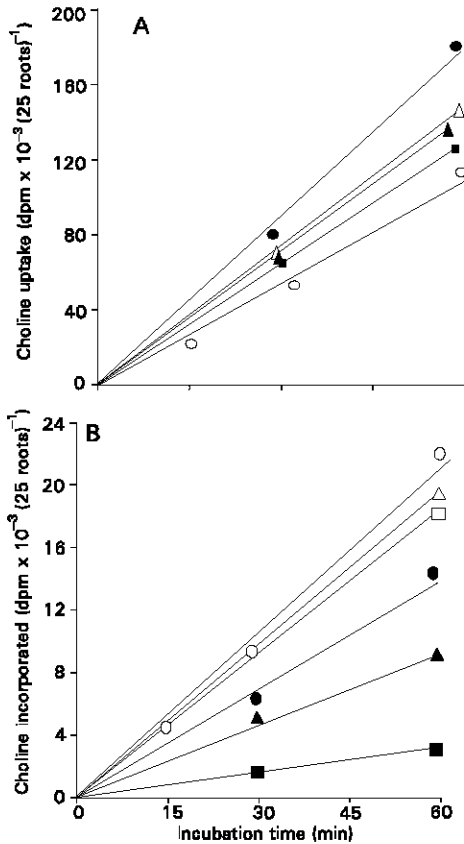 A
Choline uptake (dpm x 10⁻³ (25 roots)⁻¹)
200
160
120
80
40
0
B
Choline incorporated (dpm x 10⁻³ (25 roots)⁻¹)
24
20
16
12
8
4
0
0 15 30 45 60
Incubation time (min)